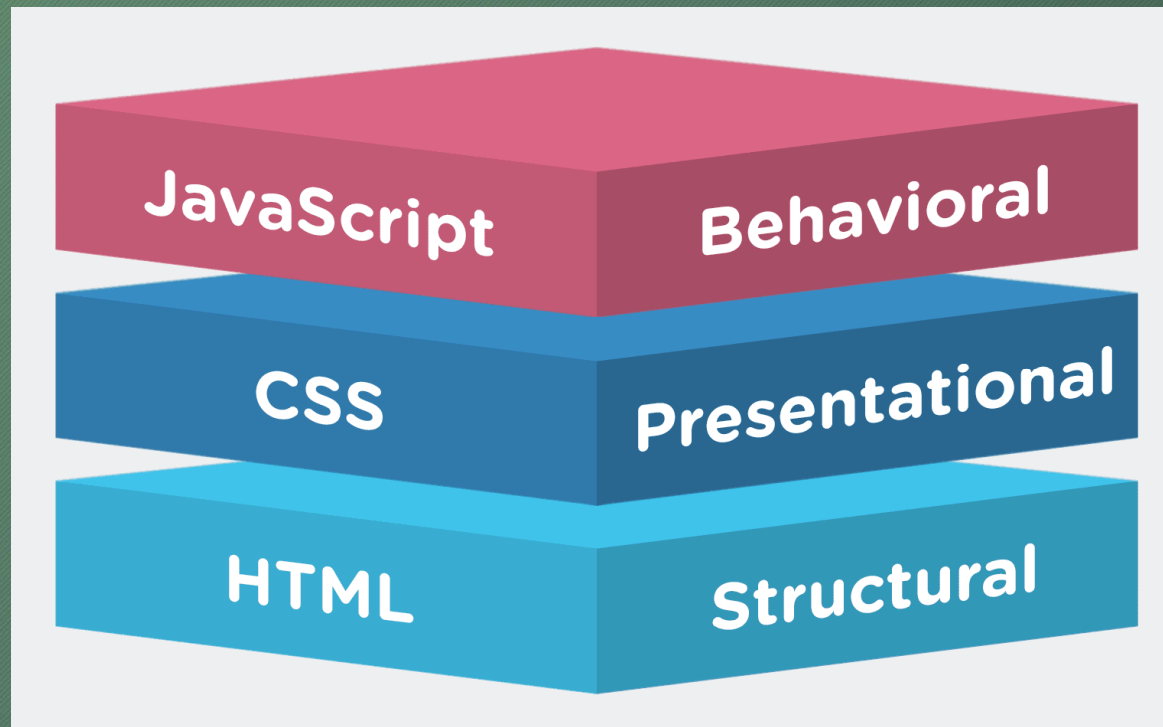 JavaScript
Behavioral
CSS
Presentational
HTML
Structural